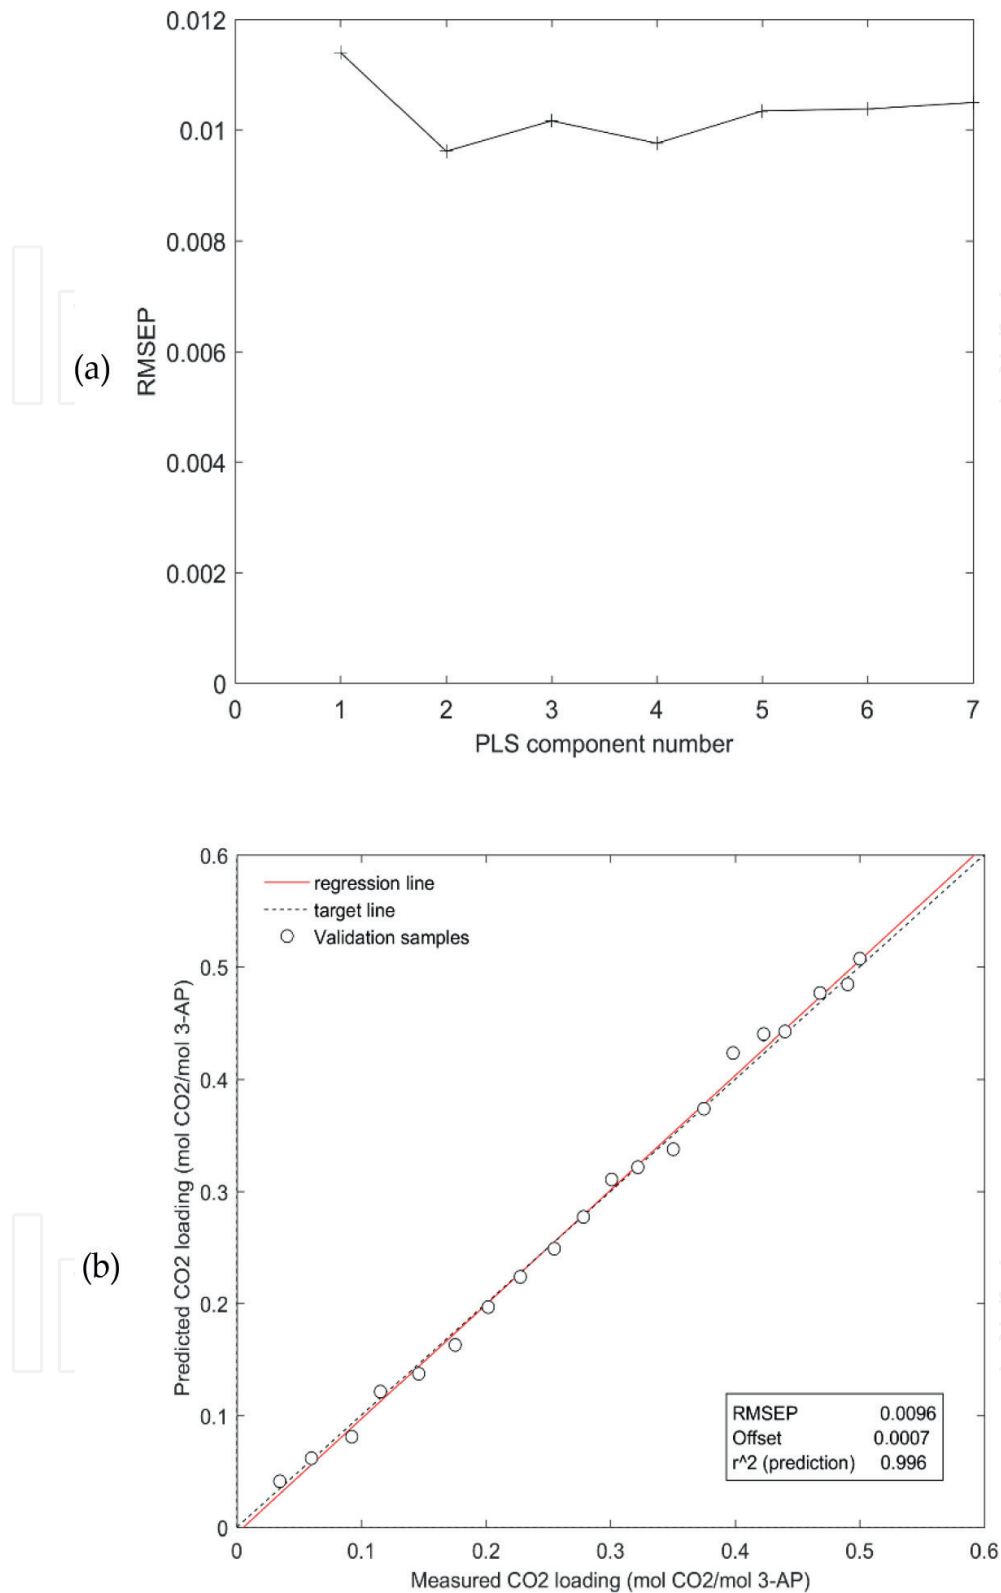 0.012
0.01
0.008
0.006
0.004
0.002
0
RMSEP
(a)
0 1 2 3 4 5 6 7
PLS component number
0.6
0.5
0.4
0.3
0.2
0.1
0
Predicted CO2 loading (mol CO2/mol 3-AP)
(b)
regression line
target line
Validation samples
RMSEP 0.0096
Offset 0.0007
r^2 (prediction) 0.996
0 0.1 0.2 0.3 0.4 0.5 0.6
Measured CO2 loading (mol CO2/mol 3-AP)